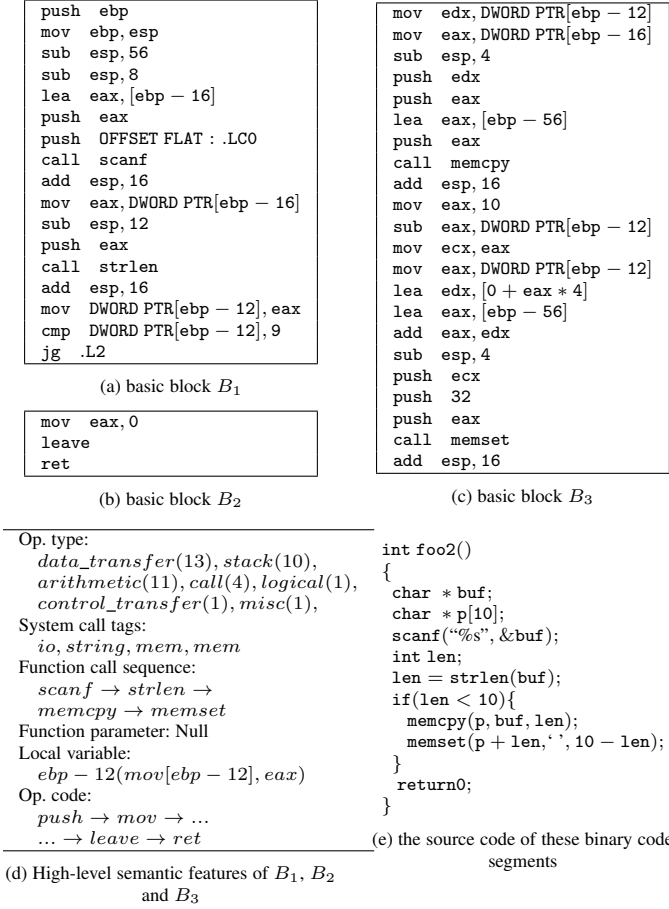 push ebp
mov ebp, esp
sub esp, 56
sub esp, 8
lea eax, [ebp − 16]
push eax
push OFFSET FLAT : .LC0
call scanf
add esp, 16
mov eax, DWORD PTR[ebp − 16]
sub esp, 12
push eax
call strlen
add esp, 16
mov DWORD PTR[ebp − 12], eax
cmp DWORD PTR[ebp − 12], 9
jg .L2
(a) basic block B1
mov eax, 0
leave
ret
(b) basic block B2
mov edx, DWORD PTR[ebp − 12]
mov eax, DWORD PTR[ebp − 16]
sub esp, 4
push edx
push eax
lea eax, [ebp − 56]
push eax
call memcpy
add esp, 16
mov eax, 10
sub eax, DWORD PTR[ebp − 12]
mov ecx, eax
mov eax, DWORD PTR[ebp − 12]
lea edx, [0 + eax * 4]
lea eax, [ebp − 56]
add eax, edx
sub esp, 4
push ecx
push 32
push eax
call memset
add esp, 16
(c) basic block B3
Op. type:
data_transfer(13), stack(10),
arithmetic(11), call(4), logical(1),
control_transfer(1), misc(1),
System call tags:
io, string, mem, mem
Function call sequence:
scanf → strlen →
memcpy → memset
Function parameter: Null
Local variable:
ebp − 12(mov[ebp − 12], eax)
Op. code:
push → mov → ...
... → leave → ret
(d) High-level semantic features of B1, B2
and B3
int foo2()
{
char * buf;
char * p[10];
scanf(“%s”, &buf);
int len;
len = strlen(buf);
if(len < 10){
memcpy(p, buf, len);
memset(p + len,‘ ’, 10 − len);
}
return0;
}
(e) the source code of these binary code
segments